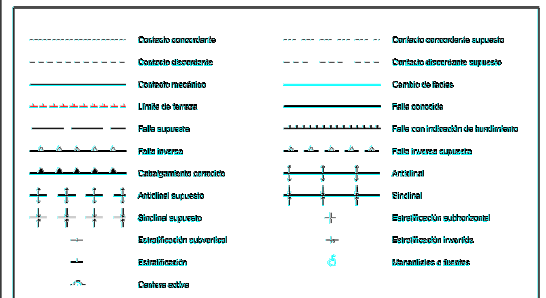 Contacto concordante
Contacto concordante supuesto
Contacto discordante
Contacto discordante supuesto
Contacto mecánico
Cambio de facies
Límite de terraza
Falla conocida
Falla supuesta
Falla con indicación de hundimiento
Falla inversa
Falla inversa supuesta
Cabalgamiento conocido
Anticlinal
Anticlinal supuesto
Sinclinal
Sinclinal supuesto
Estratificación subhorizontal
Estratificación subvertical
Estratificación invertida
Estratificación
Manantiales o fuentes
Cantera activa